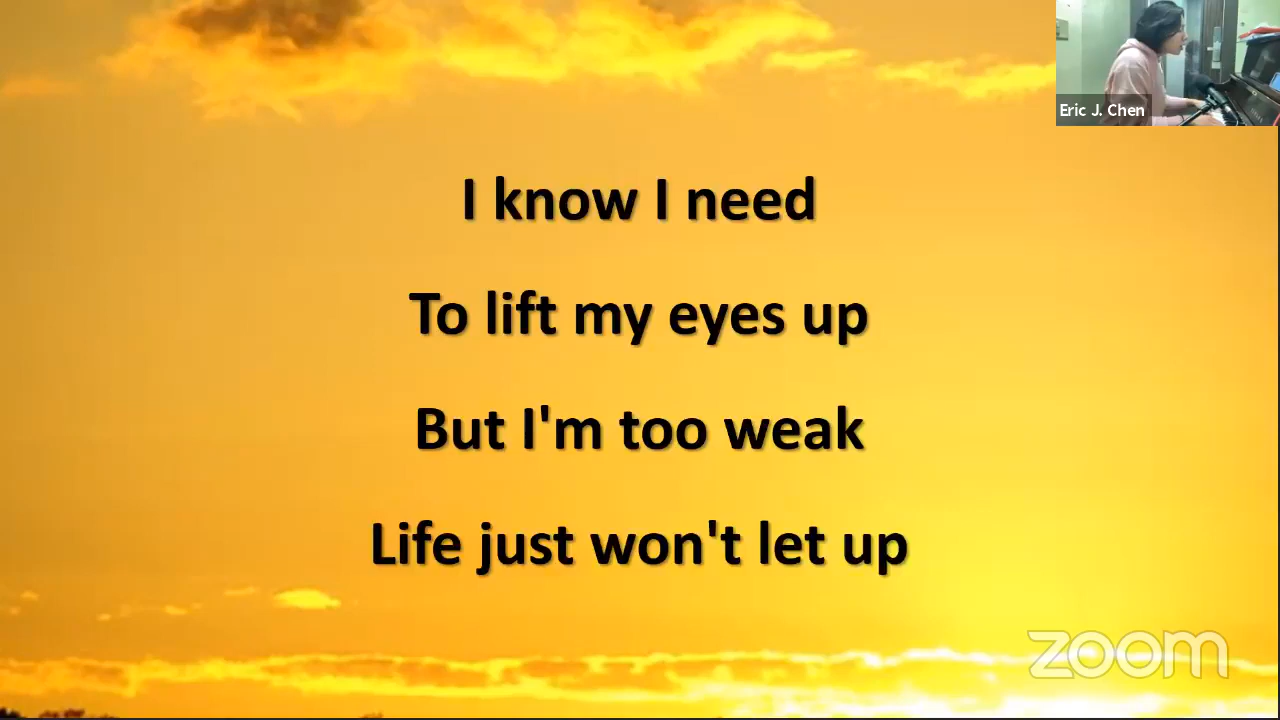 Eric J. Chen
I know I need
To lift my eyes up
But I'm too weak
Life just won't let up
zoom